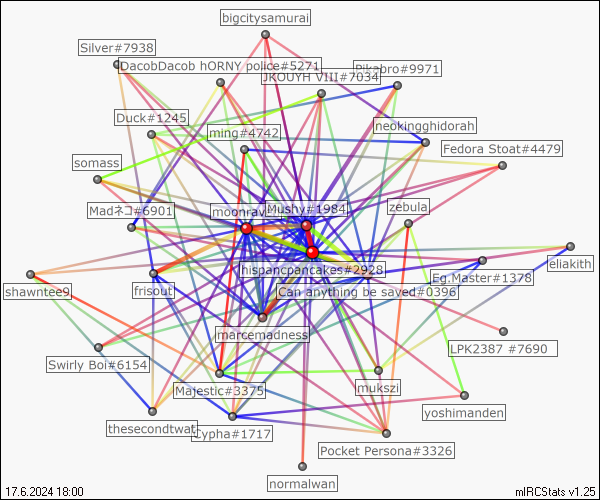 bigcitysamurai
Silver#7938
DacobDacob hORNY police#5271
Pikabro#9971
JKOUYH VIII#7034
Duck#1245
ming#4742
neokingghidorah
Fedora Stoat#4479
somass
zebula
Madネコ#6901
moonrav
Mushy#1984
hispancpancakes#2928
eliakith
Eg.Master#1378
shawntee9
frisout
Can anything be saved#0396
marcemadness
LPK2387 #7690
Swirly Boi#6154
Majestic#3375
mukszi
yoshimanden
thesecondtwat
Cypha#1717
Pocket Persona#3326
normalwan
17.6.2024 18:00
mIRCStats v1.25